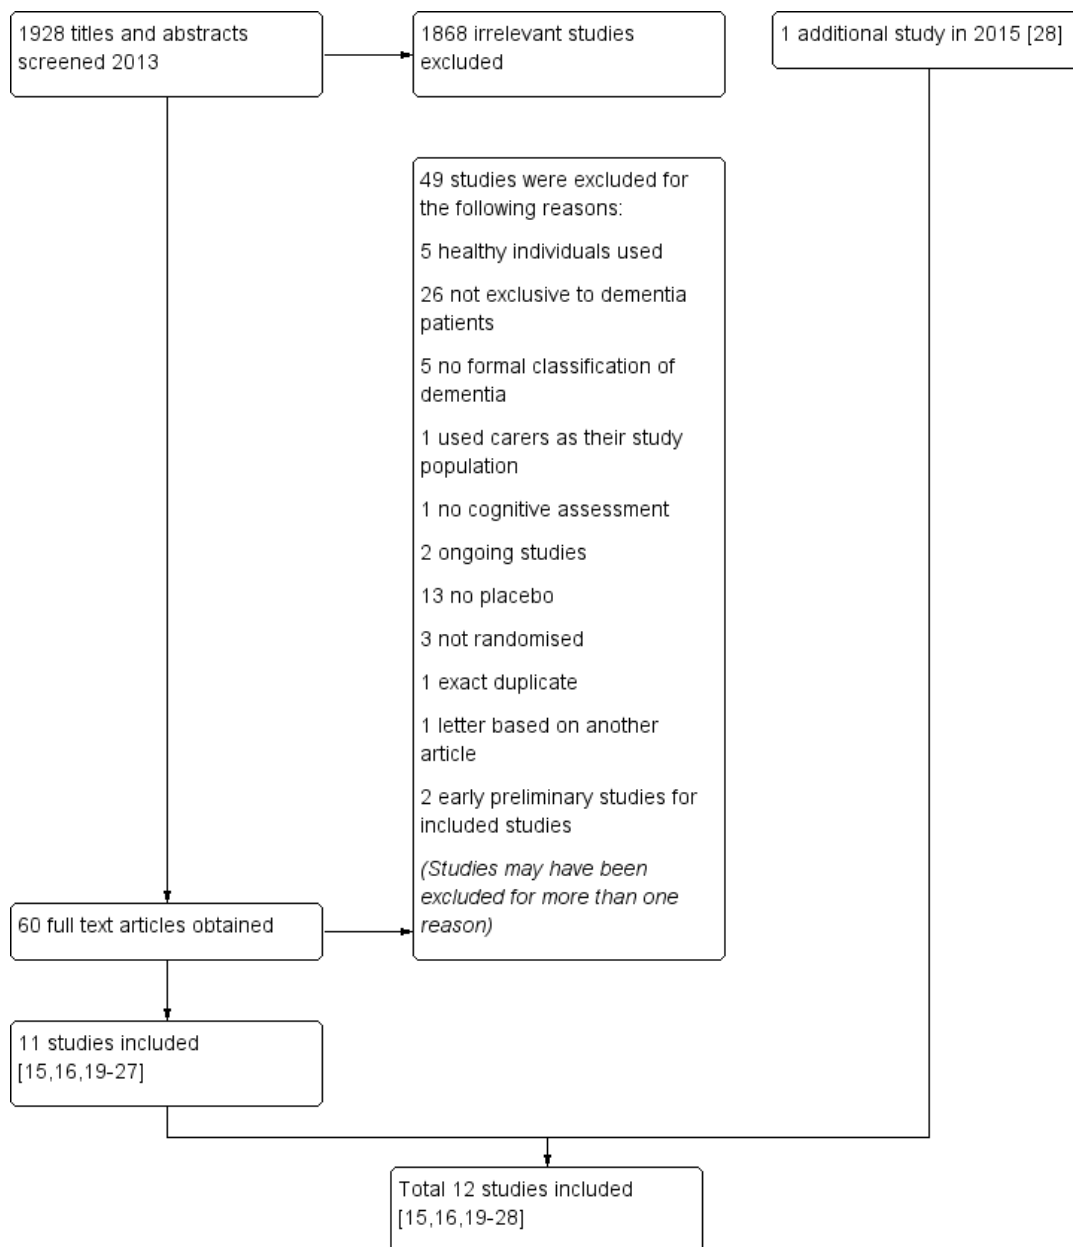 1928 titles and abstracts
screened 2013
1868 irrelevant studies
excluded
1 additional study in 2015 [28]
49 studies were excluded for
the following reasons:
5 healthy individuals used
26 not exclusive to dementia
patients
5 no formal classification of
dementia
1 used carers as their study
population
1 no cognitive assessment
2 ongoing studies
13 no placebo
3 not randomised
1 exact duplicate
1 letter based on another
article
2 early preliminary studies for
included studies
(Studies may have been
excluded for more than one
reason)
60 full text articles obtained
11 studies included
[15,16,19-27]
Total 12 studies included
[15,16,19-28]